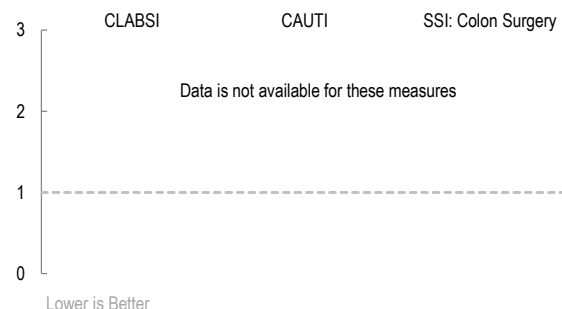 CLABSI CAUTI SSI: Colon Surgery
3
Data is not available for these measures
2
1
0
Lower is Better